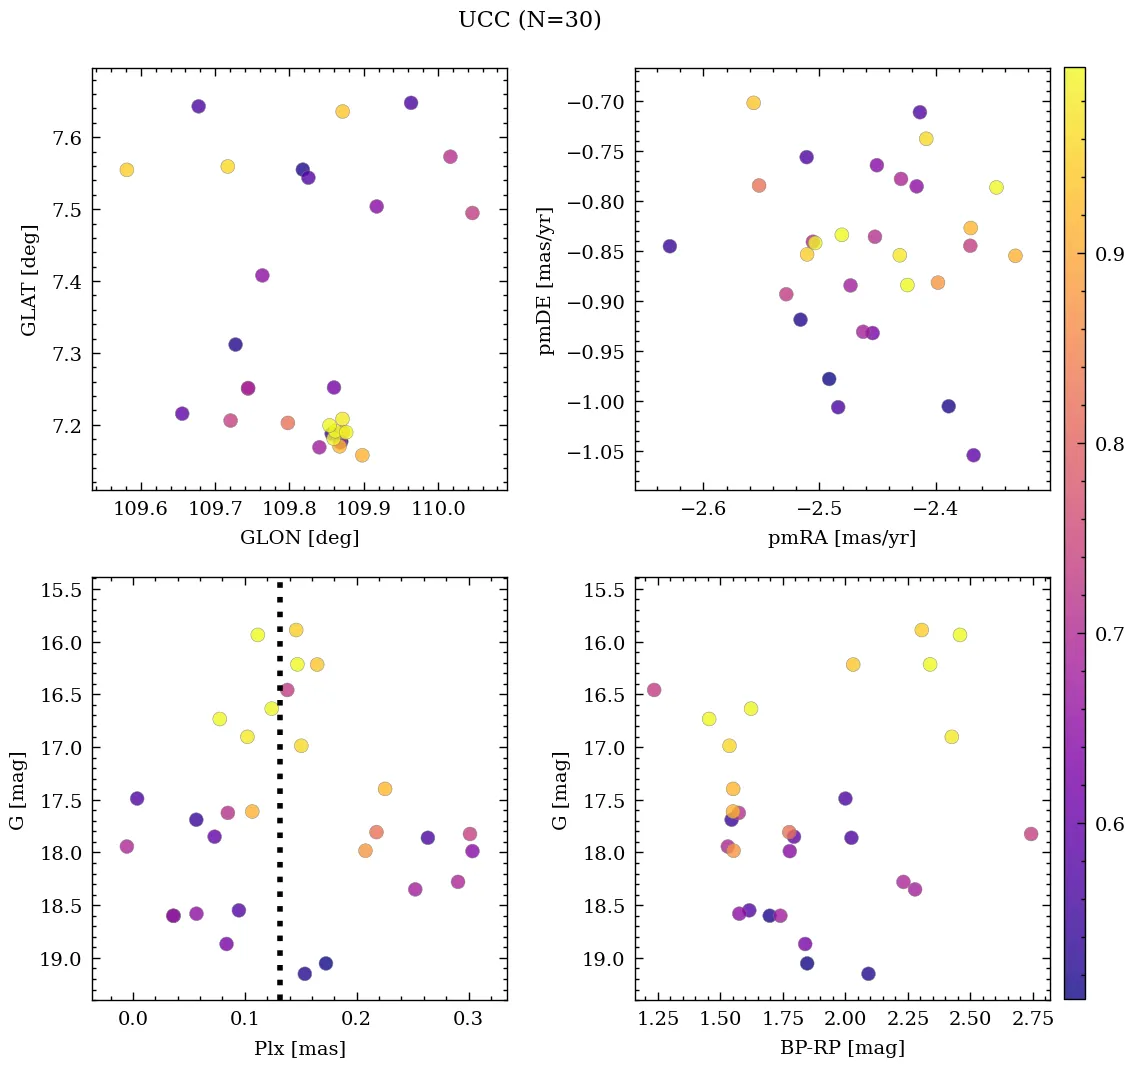 UCC (N=30)
7.6
7.5
7.4
7.3
7.2
GLAT [deg]
109.6 109.7 109.8 109.9 110.0
GLON [deg]
−0.70
−0.75
−0.80
−0.85
−0.90
−0.95
−1.00
−1.05
pmDE [mas/yr]
−2.6 −2.5 −2.4
pmRA [mas/yr]
15.5
16.0
16.5
17.0
17.5
18.0
18.5
19.0
G [mag]
0.0 0.1 0.2 0.3
Plx [mas]
15.5
16.0
16.5
17.0
17.5
18.0
18.5
19.0
G [mag]
1.25 1.50 1.75 2.00 2.25 2.50 2.75
BP-RP [mag]
0.9
0.8
0.7
0.6